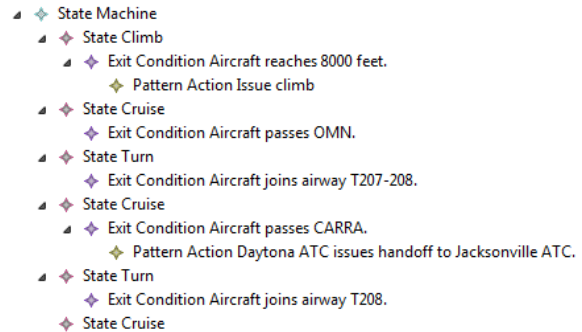 State Machine
State Climb
Exit Condition Aircraft reaches 8000 feet.
Pattern Action Issue climb
State Cruise
Exit Condition Aircraft passes OMN.
State Turn
Exit Condition Aircraft joins airway T207-208.
State Cruise
Exit Condition Aircraft passes CARRA.
Pattern Action Daytona ATC issues handoff to Jacksonville ATC.
State Turn
Exit Condition Aircraft joins airway T208.
State Cruise